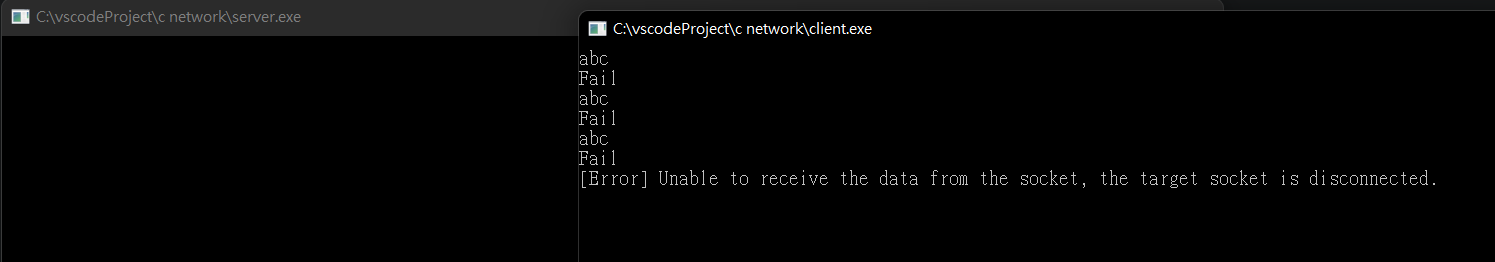 C:\vscodeProject\c network\server.exe
C:\vscodeProject\c network\client.exe
abc
Fail
abc
Fail
abc
Fail
[Error] Unable to receive the data from the socket, the target socket is disconnected.